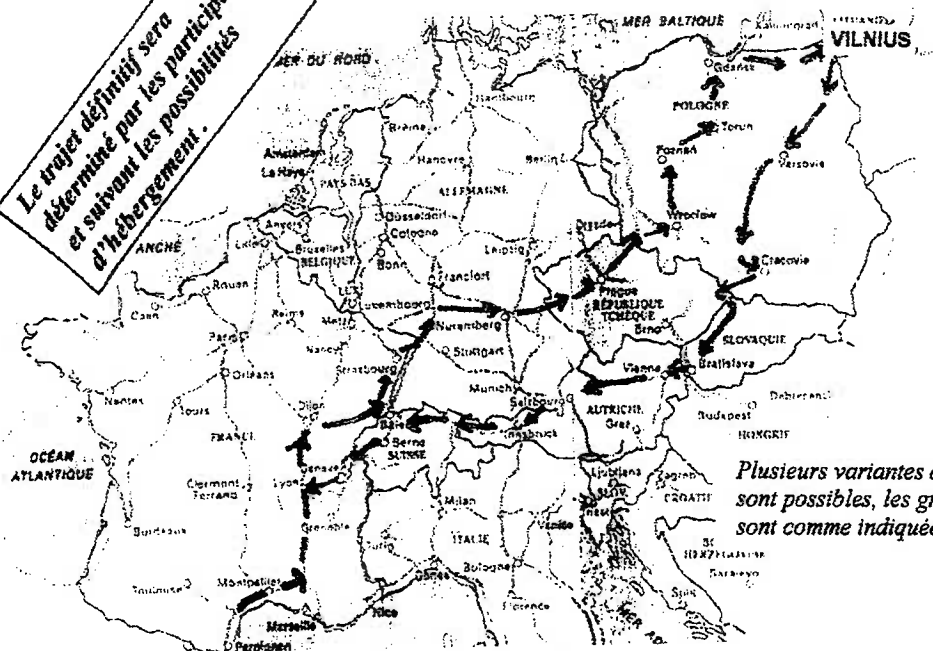 Le trajet définitif sera
déterminé par les
et suivant les possibilités
d'hébergement.
MER BALTIQUE
VILNIUS
MER DU NORD
Gdansk
Hambourg
POLOGNE
Brême
Torun
Poznan
Amsterdam
Hanovre
Berlin
Varsovie
La Haye
PAYS BAS
ALLEMAGNE
Düsseldorf
Wroclaw
Anvers
Cologne
Dresde
Lille
Bruxelles
Leipzig
BELGIQUE
Bonn
Cracovie
Francfort
Rouen
Prague
Luxembourg
RÉPUBLIQUE
TCHÈQUE
Caen
Reims
Metz
Nuremberg
Brno
Paris
SLOVAQUIE
Nancy
Stuttgart
Strasbourg
Vienne
Bratislava
Orléans
Munich
Salzbourg
Nantes
Tours
Dijon
AUTRICHE
Debrecen
Budapest
Graz
FRANCE
Bâle
Innsbruck
HONGRIE
Berne
SUISSE
OCÉAN
ATLANTIQUE
Genève
Plusieurs variantes
Clermont
Ferrand
Lyon
Ljubljana
Zagreb
sont possibles, les
Milan
SLOV
sont comme
Bordeaux
Grenoble
Venise
Turin
ITALIE
Sarajevo
Bologne
Toulouse
Montpellier
Gênes
Split
Nice
Florence
Marseille
Perpignan